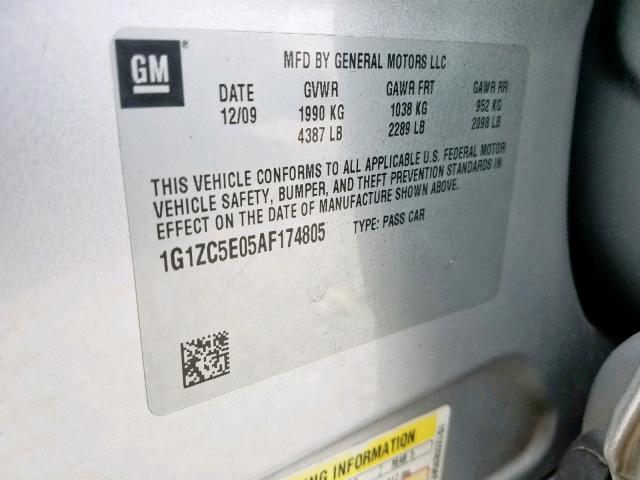 GM
MFD BY GENERAL MOTORS LLC
DATE GVWR GAWR FRT GAWR RR
12/09 1990 KG 1038 KG 952 KG
4387 LB 2289 LB 2098 LB
THIS VEHICLE CONFORMS TO ALL APPLICABLE U.S. FEDERAL MOTOR
VEHICLE SAFETY, BUMPER, AND THEFT PREVENTION STANDARDS IN
EFFECT ON THE DATE OF MANUFACTURE SHOWN ABOVE.
1G1ZC5E05AF174805 TYPE: PASS CAR
ING INFORMATION
REAR